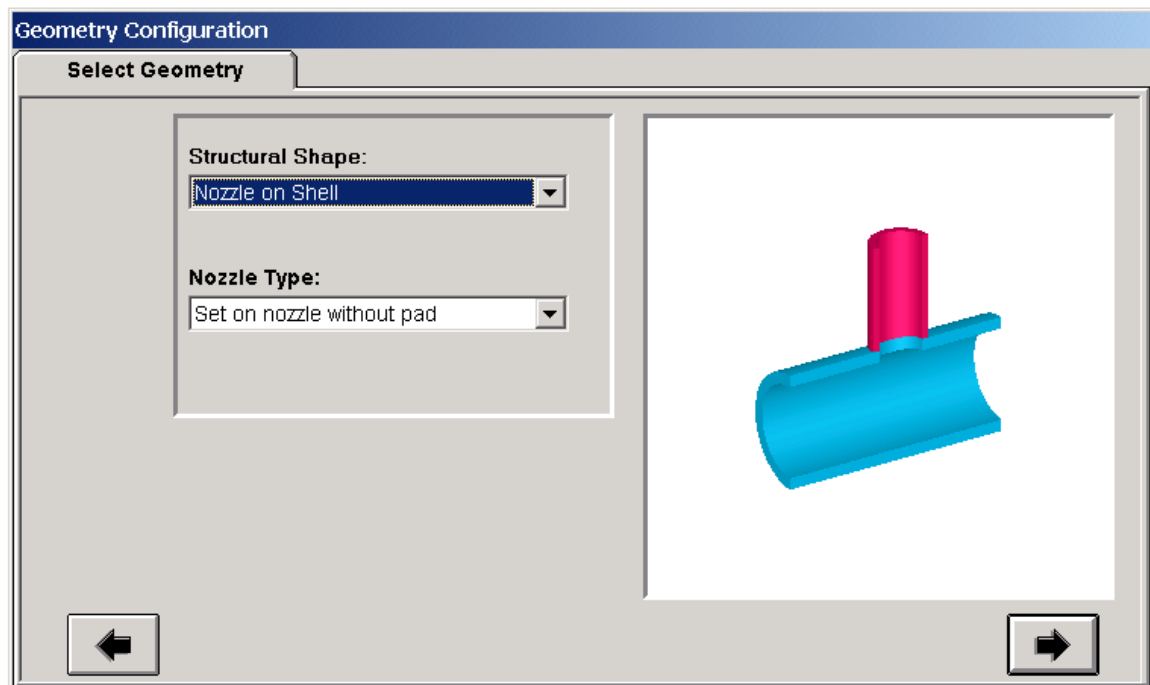 Geometry Configuration
Select Geometry
Structural Shape:
Nozzle on Shell
Nozzle Type:
Set on nozzle without pad